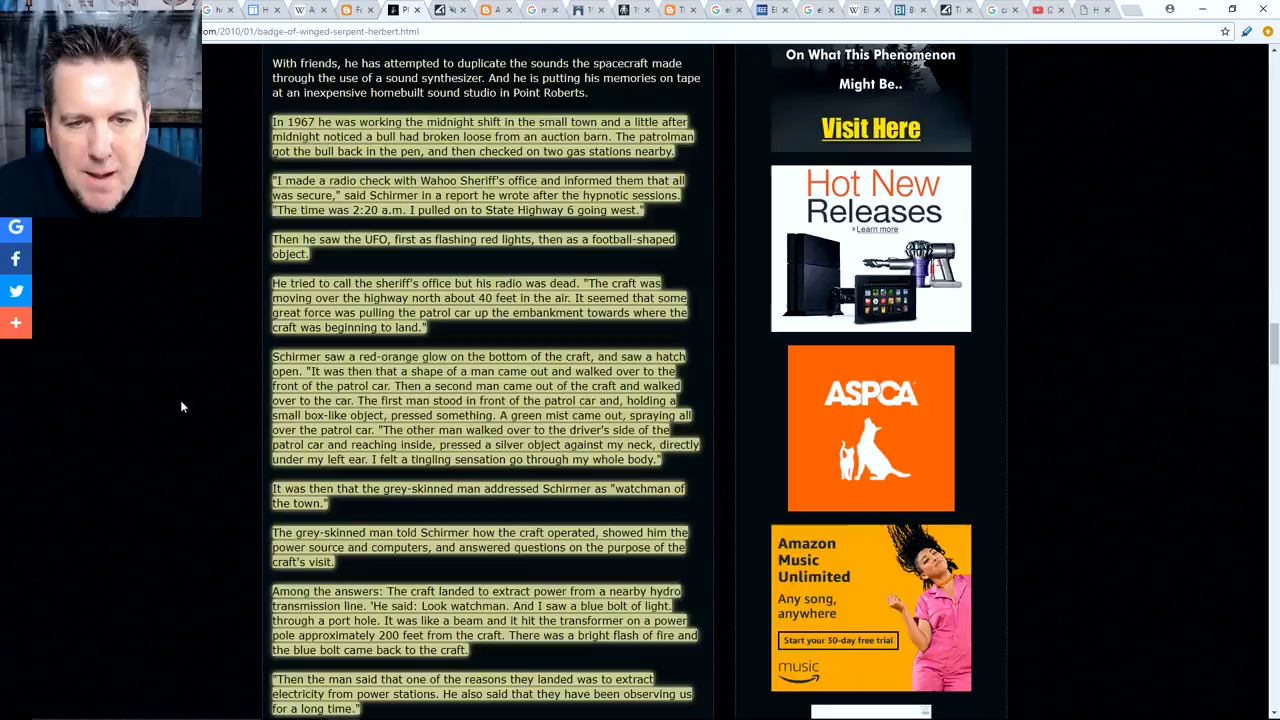 om/2010/01/badge-of-winged-serpent-herbert.html
With friends, he has attempted to duplicate the sounds the spacecraft made
through the use of a sound synthesizer. And he is putting his memories on tape
at an inexpensive homebuilt sound studio in Point Roberts.
In 1967 he was working the midnight shift in the small town and a little after
midnight noticed a bull had broken loose from an auction barn. The patrolman
got the bull back in the pen, and then checked on two gas stations nearby.
"I made a radio check with Wahoo Sheriff's office and informed them that all
was secure," said Schirmer in a report he wrote after the hypnotic sessions.
"The time was 2:20 a.m. I pulled on to State Highway 6 going west."
Then he saw the UFO, first as flashing red lights, then as a football-shaped
object.
He tried to call the sheriff's office but his radio was dead. "The craft was
moving over the highway north about 40 feet in the air. It seemed that some
great force was pulling the patrol car up the embankment towards where the
craft was beginning to land."
Schirmer saw a red-orange glow on the bottom of the craft, and saw a hatch
open. "It was then that a shape of a man came out and walked over to the
front of the patrol car. Then a second man came out of the craft and walked
over to the car. The first man stood in front of the patrol car and, holding a
small box-like object, pressed something. A green mist came out, spraying all
over the patrol car. "The other man walked over to the driver's side of the
patrol car and reaching inside, pressed a silver object against my neck, directly
under my left ear. I felt a tingling sensation go through my whole body."
It was then that the grey-skinned man addressed Schirmer as "watchman of
the town."
The grey-skinned man told Schirmer how the craft operated, showed him the
power source and computers, and answered questions on the purpose of the
craft's visit.
Among the answers: The craft landed to extract power from a nearby hydro
transmission line. 'He said: Look watchman. And I saw a blue bolt of light.
through a port hole. It was like a beam and it hit the transformer on a power
pole approximately 200 feet from the craft. There was a bright flash of fire and
the blue bolt came back to the craft.
"Then the man said that one of the reasons they landed was to extract
electricity from power stations. He also said that they have been observing us
for a long time."
On What This Phenomenon
Might Be..
Visit Here
Hot New
Releases
›Learn more
ASPCA
Amazon
Music
Unlimited
Any song,
anywhere
Start your 30-day free trial
music